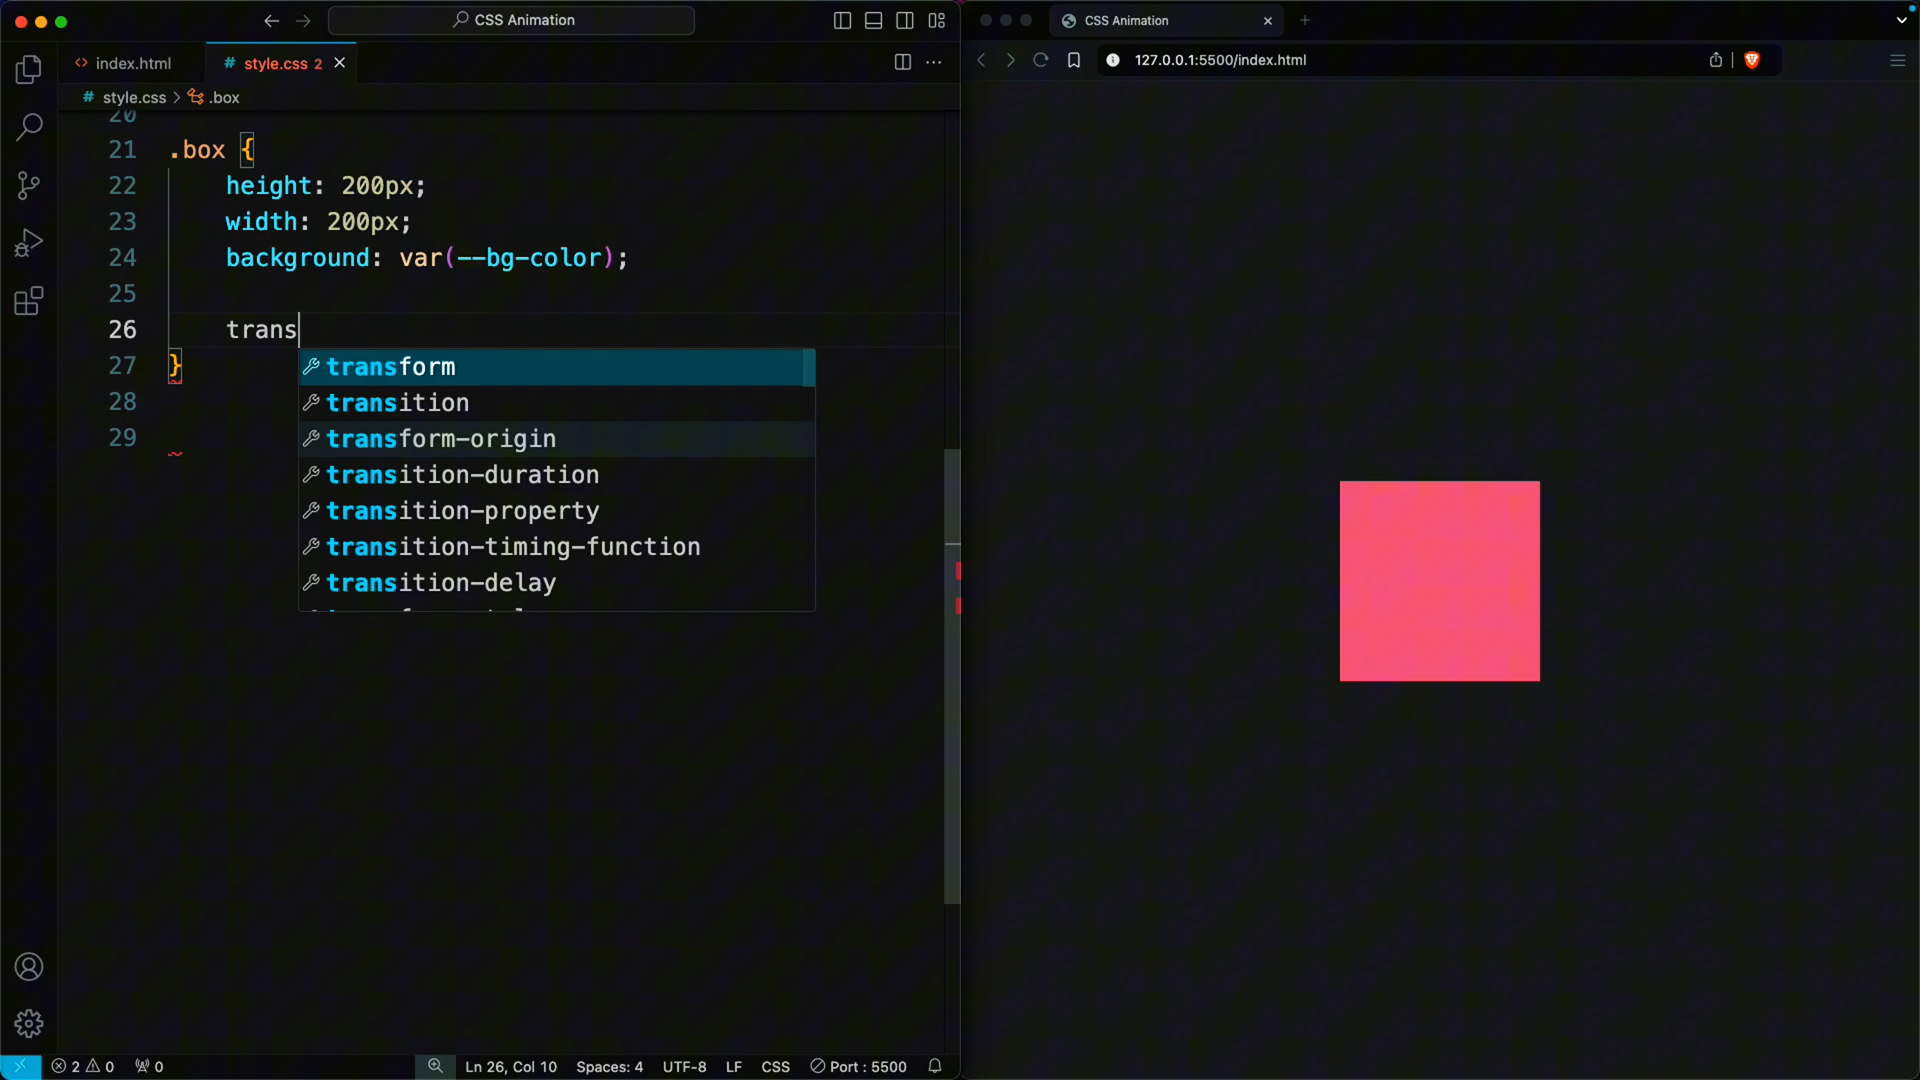 CSS Animation
index.html
style.css 2
style.css > .box
20
21 .box {
22 height: 200px;
23 width: 200px;
24 background: var(--bg-color);
25
26 trans
27 }
28
29
transform
transition
transform-origin
transition-duration
transition-property
transition-timing-function
transition-delay
2 0 0
Ln 26, Col 10 Spaces: 4 UTF-8 LF CSS Port : 5500
CSS Animation
127.0.0.1:5500/index.html